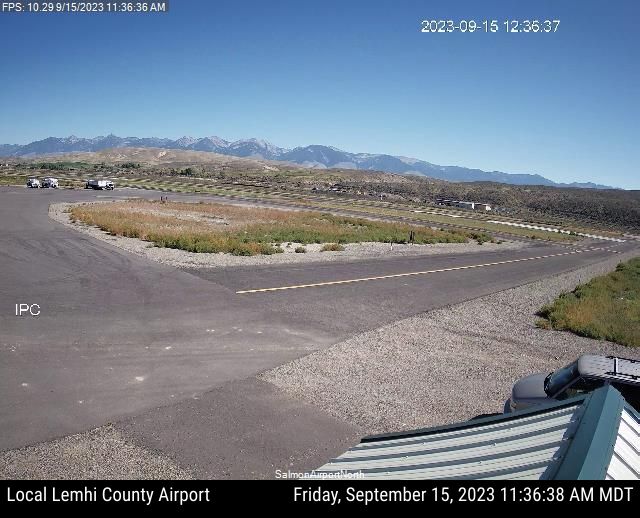 FPS: 10.29 9/15/2023 11:36:36 AM
2023-09-15 12:36:37
IPC
SalmonAirportNorth
Local Lemhi County Airport
Friday, September 15, 2023 11:36:38 AM MDT